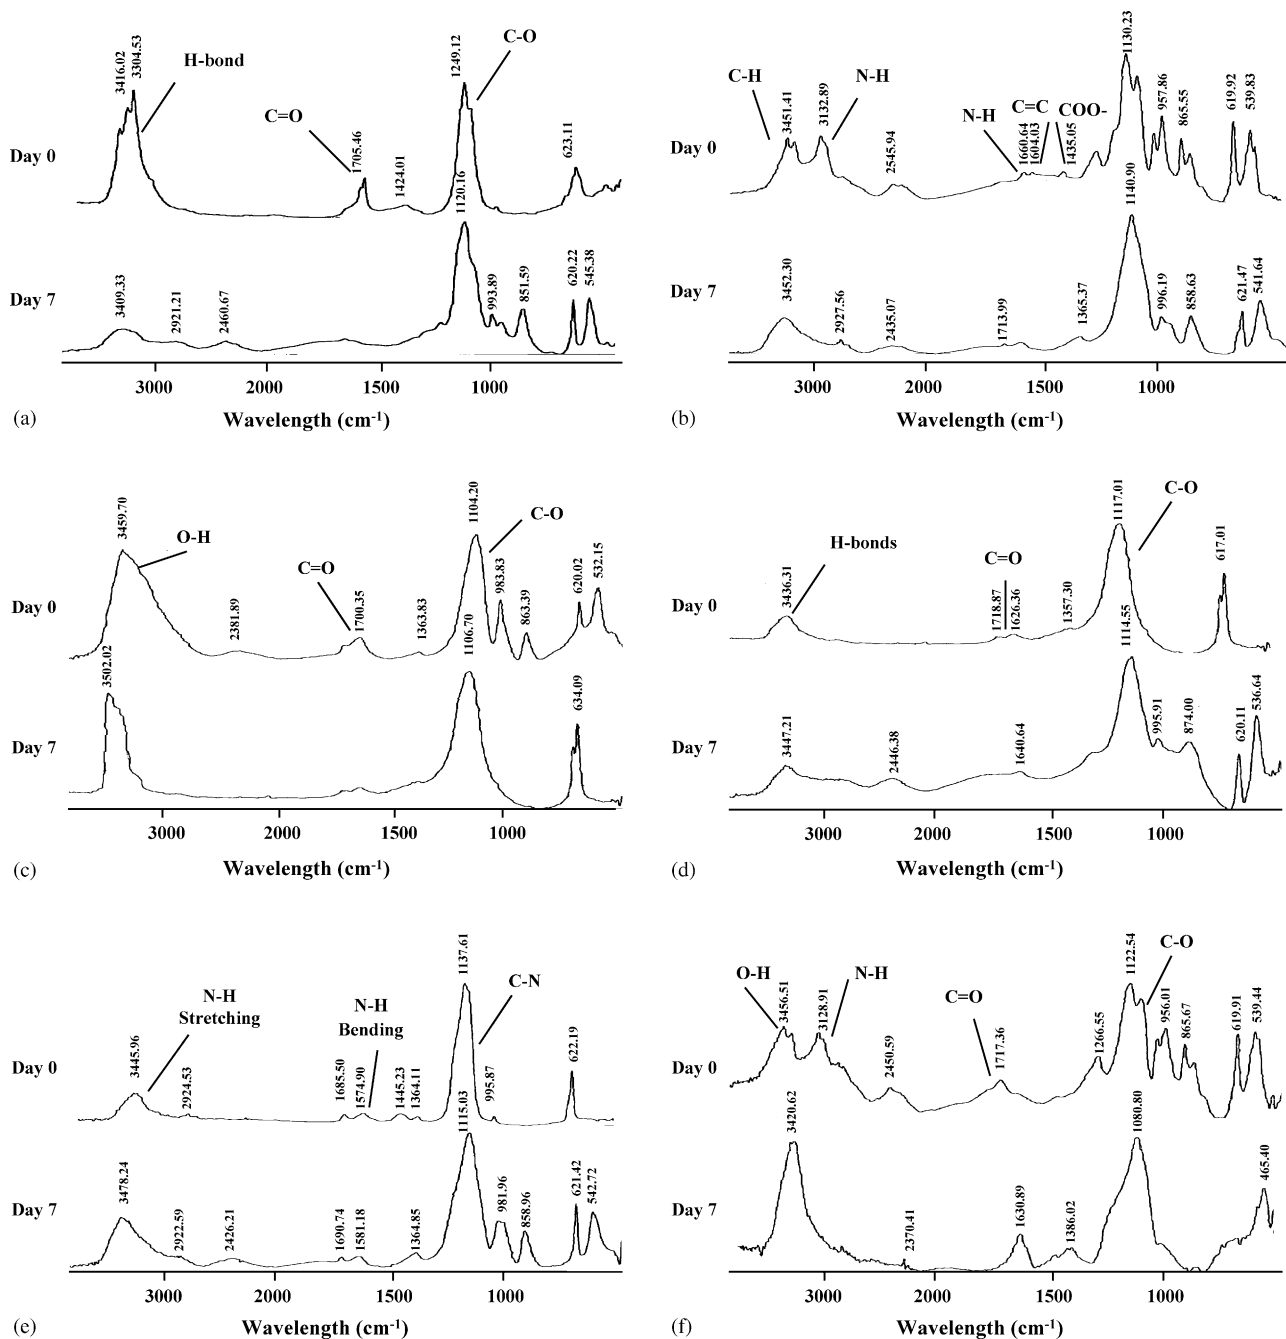 3416.02
3304.53
H-bond
C=O
1705.46
1424.01
1249.12
C-O
623.11
Day 0
3409.33
2921.21
2460.67
1120.16
993.89
851.59
620.22
545.38
Day 7
3000
2000
1500
1000
(a)
Wavelength (cm-1)
C-H
3451.41
3132.89
N-H
2545.94
N-H
1660.64
1604.03
C=C
COO-
1435.05
1130.23
957.86
865.55
619.92
539.83
Day 0
3452.30
2927.56
2435.07
1713.99
1365.37
1140.90
996.19
858.63
621.47
541.64
Day 7
3000
2000
1500
1000
(b)
Wavelength (cm-1)
3459.70
O-H
2381.89
C=O
1700.35
1363.83
1104.20
C-O
983.83
863.39
620.02
532.15
Day 0
3502.02
1106.70
634.09
Day 7
3000
2000
1500
1000
(c)
Wavelength (cm-1)
3436.31
H-bonds
C=O
1718.87
1626.36
1357.30
1117.01
C-O
617.01
Day 0
3447.21
2446.38
1640.64
1114.55
995.91
874.00
620.11
536.64
Day 7
3000
2000
1500
1000
(d)
Wavelength (cm-1)
3445.96
N-H
Stretching
2924.53
1685.50
N-H
Bending
1574.90
1445.23
1364.11
1137.61
C-N
995.87
622.19
Day 0
3478.24
2922.59
2426.21
1690.74
1581.18
1364.85
1115.03
981.96
858.96
621.42
542.72
Day 7
3000
2000
1500
1000
(e)
Wavelength (cm-1)
O-H
3456.51
3128.91
N-H
2450.59
C=O
1717.36
1266.55
1122.54
C-O
956.01
865.67
619.91
539.44
Day 0
3420.62
2370.41
1630.89
1386.02
1080.80
465.40
Day 7
3000
2000
1500
1000
(f)
Wavelength (cm-1)